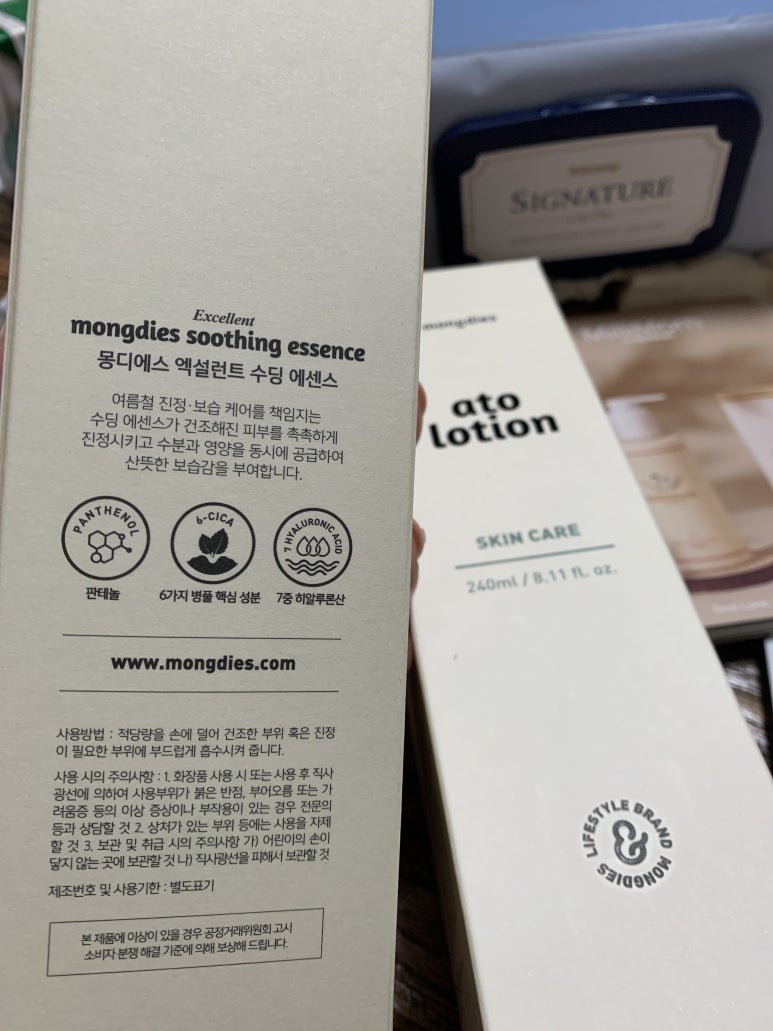 Excellent
mongdies soothing essence
몽디에스 엑설런트 수딩 에센스
여름철 진정·보습 케어를 책임지는
수딩 에센스가 건조해진 피부를 촉촉하게
진정시키고 수분과 영양을 동시에 공급하여
산뜻한 보습감을 부여합니다.
PANTHENOL
6-CICA
7 HYALURONIC ACID
판테놀
6가지 병풀 핵심 성분
7중 히알루론산
www.mongdies.com
사용방법 : 적당량을 손에 덜어 건조한 부위 혹은 진정
이 필요한 부위에 부드럽게 흡수시켜 줍니다.
사용 시의 주의사항 : 1. 화장품 사용 시 또는 사용 후 직사
광선에 의하여 사용부위가 붉은 반점, 부어오름 또는 가
려움증 등의 이상 증상이나 부작용이 있는 경우 전문의
등과 상담할 것 2. 상처가 있는 부위 등에는 사용을 자제
할 것 3. 보관 및 취급 시의 주의사항 가) 어린이의 손이
닿지 않는 곳에 보관할 것 나) 직사광선을 피해서 보관할 것
제조번호 및 사용기한 : 별도표기
본 제품에 이상이 있을 경우 공정거래위원회 고시
소비자 분쟁 해결 기준에 의해 보상해 드립니다.
mongdies
ato
lotion
SKIN CARE
240ml / 8.11 fl. oz.
LIFESTYLE BRAND MONGDIES
&
SIGNATURE